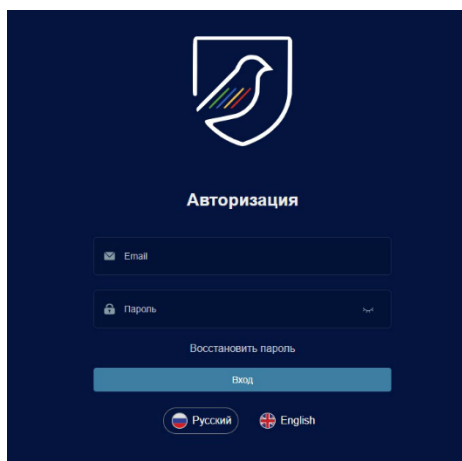 Авторизация
Email
Пароль
Восстановить пароль
Вход
Русский English